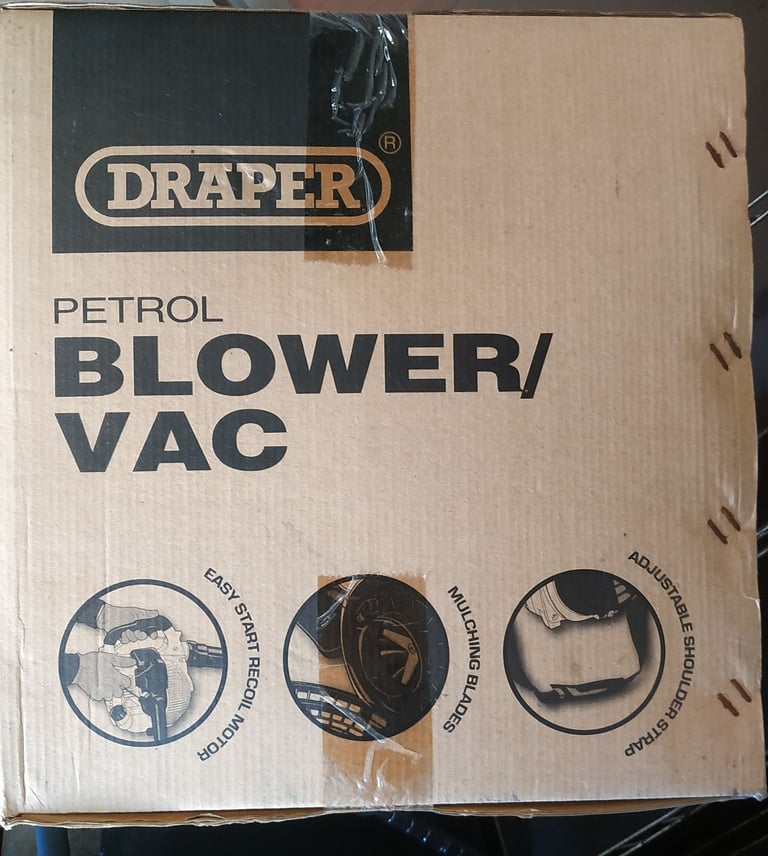 DRAPER®
PETROL
BLOWER/
VAC
EASY START RECOIL MOTOR
MULCHING BLADES
ADJUSTABLE SHOULDER STRAP